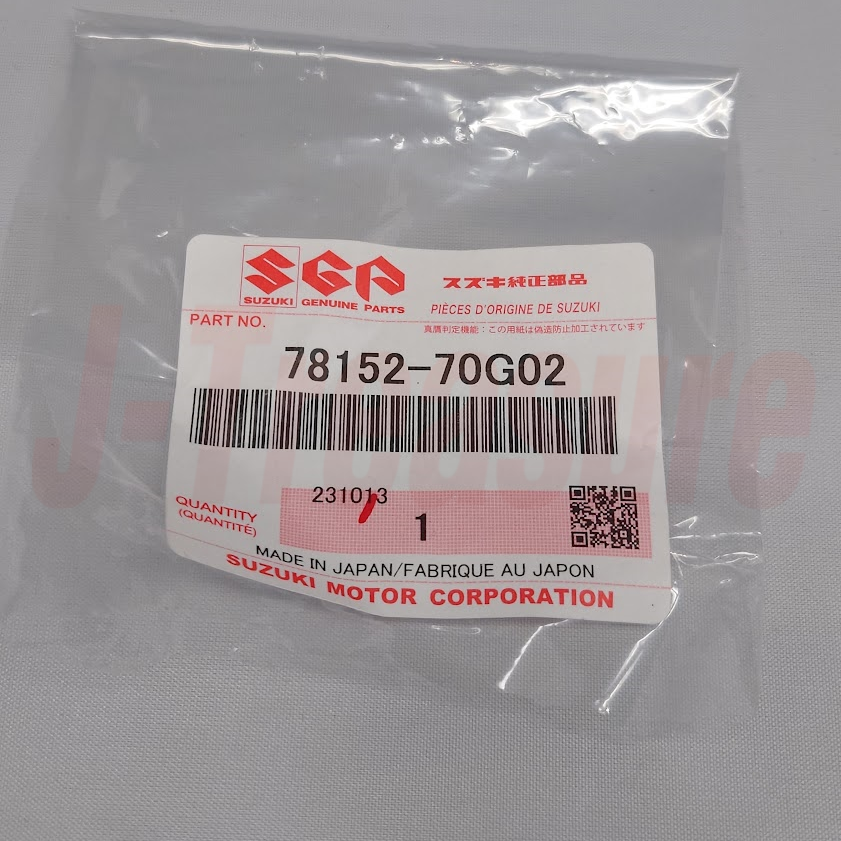 SGP
SUZUKI GENUINE PARTS
スズキ純正部品
PIÈCES D'ORIGINE DE SUZUKI
真贋判定機能：この用紙は偽造防止加工されています
PART NO.
78152-70G02
J-Treasure
231013
QUANTITY
(QUANTITÉ)
1
MADE IN JAPAN/FABRIQUE AU JAPON
SUZUKI MOTOR CORPORATION